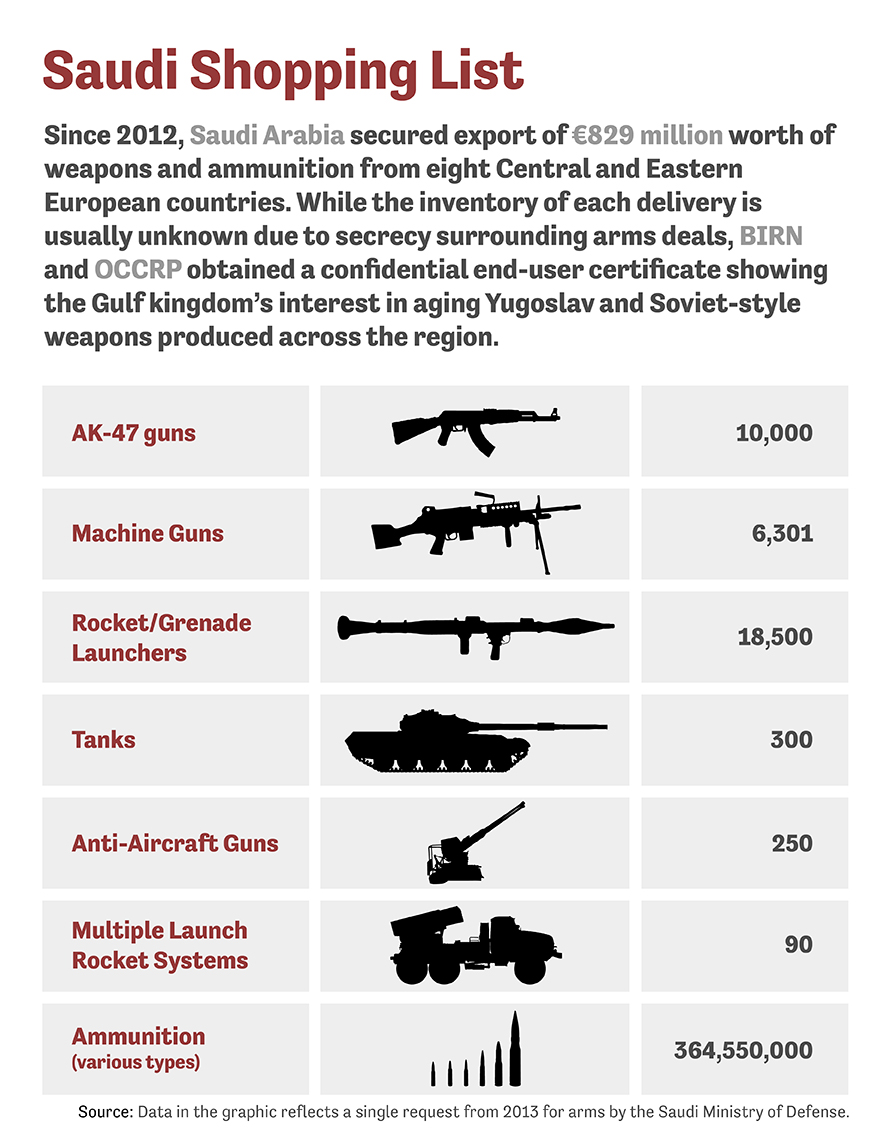 Saudi Shopping List
Since 2012, Saudi Arabia secured export of €829 million worth of
weapons and ammunition from eight Central and Eastern
European countries. While the inventory of each delivery is
usually unknown due to secrecy surrounding arms deals, BIRN
and OCCRP obtained a confidential end-user certificate showing
the Gulf kingdom’s interest in aging Yugoslav and Soviet-style
weapons produced across the region.
AK-47 guns
10,000
Machine Guns
6,301
Rocket/Grenade
Launchers
18,500
Tanks
300
Anti-Aircraft Guns
250
Multiple Launch
Rocket Systems
90
Ammunition
(various types)
364,550,000
Source: Data in the graphic reflects a single request from 2013 for arms by the Saudi Ministry of Defense.